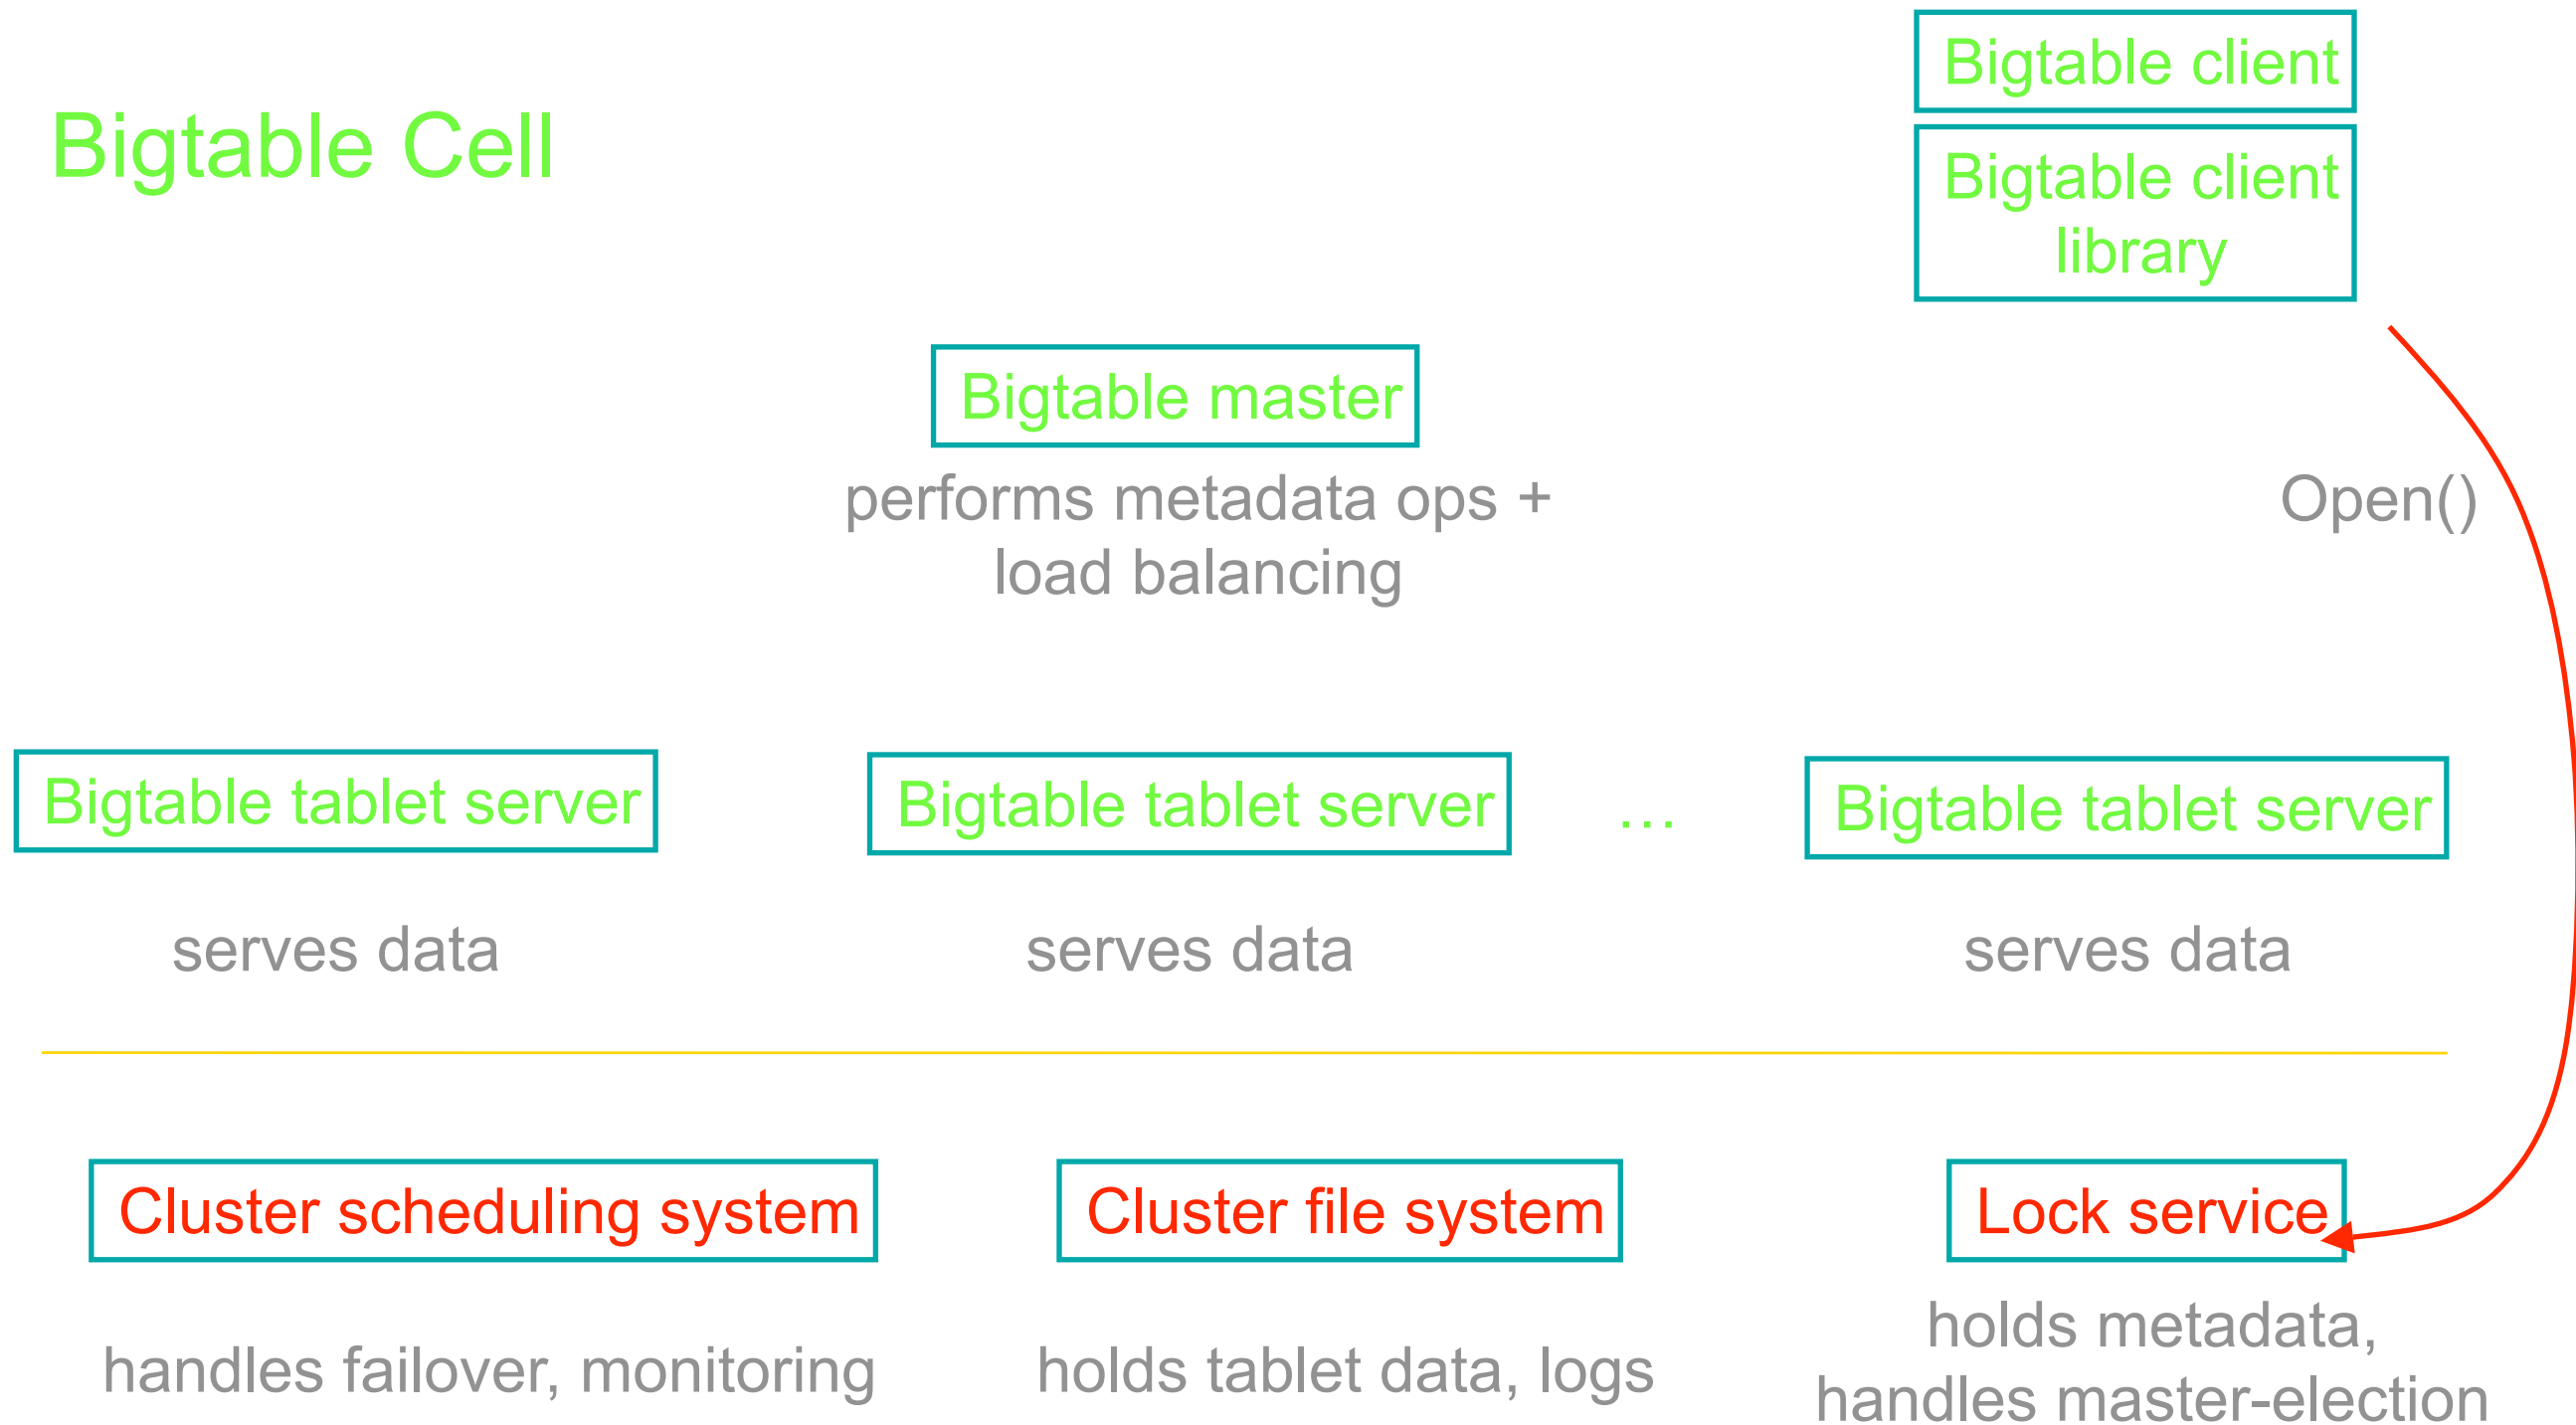 Bigtable Cell
Bigtable client
Bigtable client
library
Bigtable master
performs metadata ops +
load balancing
Open()
Bigtable tablet server
Bigtable tablet server
...
Bigtable tablet server
serves data
serves data
serves data
Cluster scheduling system
Cluster file system
Lock service
handles failover, monitoring
holds tablet data, logs
holds metadata,
handles master-election